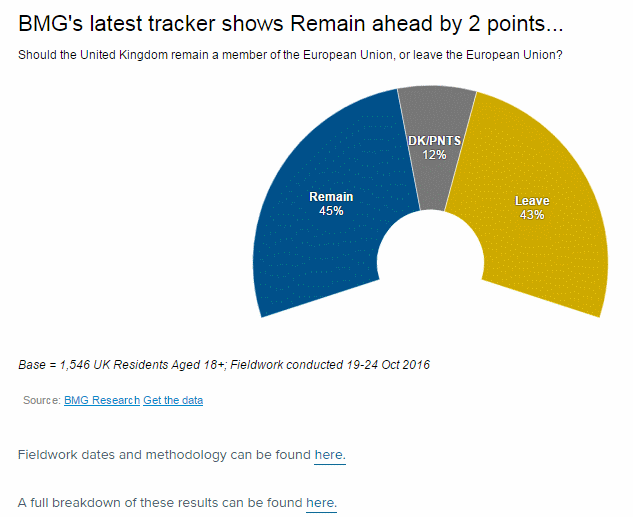 BMG's latest tracker shows Remain ahead by 2 points...
Should the United Kingdom remain a member of the European Union, or leave the European Union?
DK/PNTS
12%
Remain
45%
Leave
43%
Base = 1,546 UK Residents Aged 18+; Fieldwork conducted 19-24 Oct 2016
Source: BMG Research Get the data
Fieldwork dates and methodology can be found here.
A full breakdown of these results can be found here.